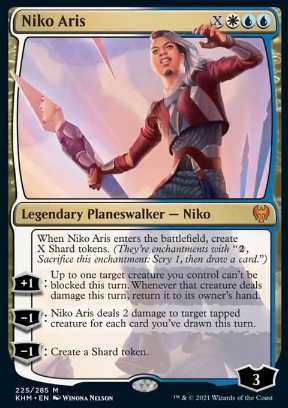 Niko Aris X
Legendary Planeswalker — Niko
When Niko Aris enters the battlefield, create
X Shard tokens. (They're enchantments with "2,
Sacrifice this enchantment: Scry 1, then draw a card.")
+1: Up to one target creature you control can't be
blocked this turn. Whenever that creature deals
damage this turn, return it to its owner's hand.
−1: Niko Aris deals 2 damage to target tapped
creature for each card you've drawn this turn.
−1: Create a Shard token.
3
225/285 M
KHM • EN Winona Nelson
™ & © 2021 Wizards of the Coast